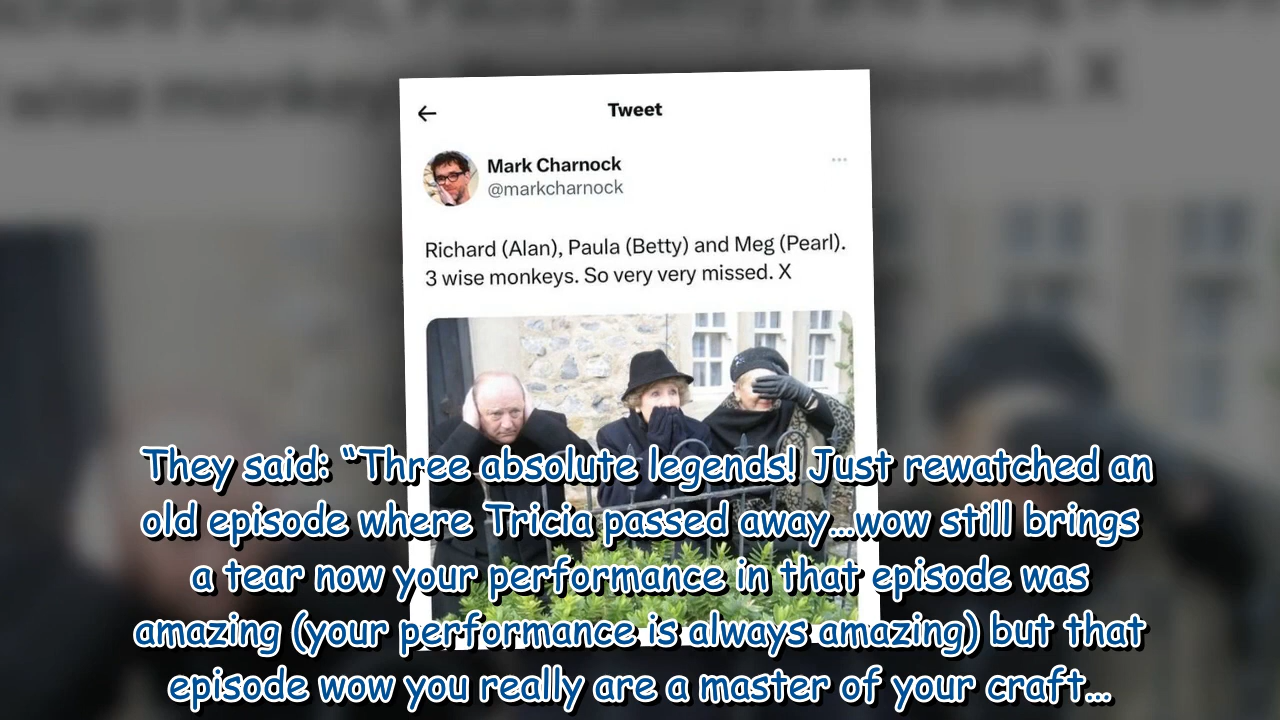 Tweet
Mark Charnock
@markcharnock
Richard (Alan), Paula (Betty) and Meg (Pearl).
3 wise monkeys. So very very missed. X
They said: “Three absolute legends! Just rewatched an
old episode where Tricia passed away...wow still brings
a tear now your performance in that episode was
amazing (your performance is always amazing) but that
episode wow you really are a master of your craft...